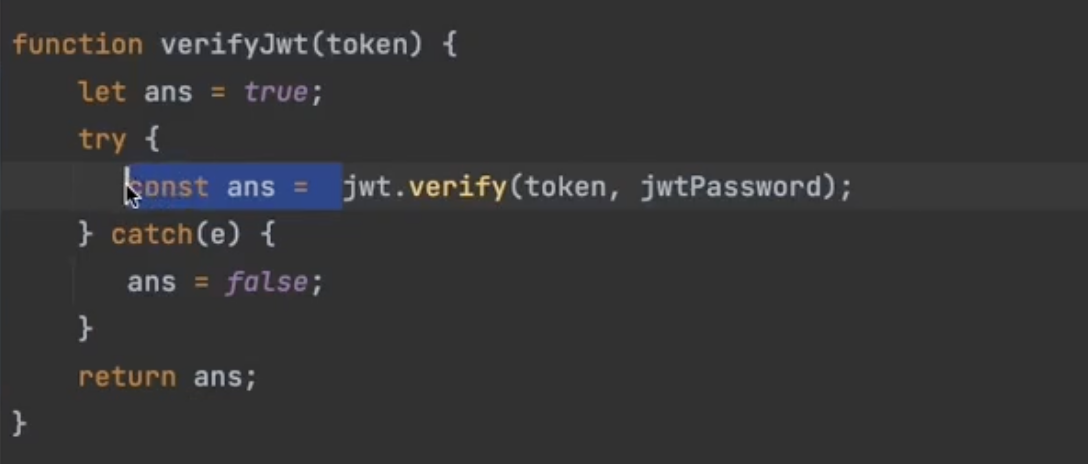 function verifyJwt(token) {
let ans = true;
try {
const ans = jwt.verify(token, jwtPassword);
} catch(e) {
ans = false;
}
return ans;
}